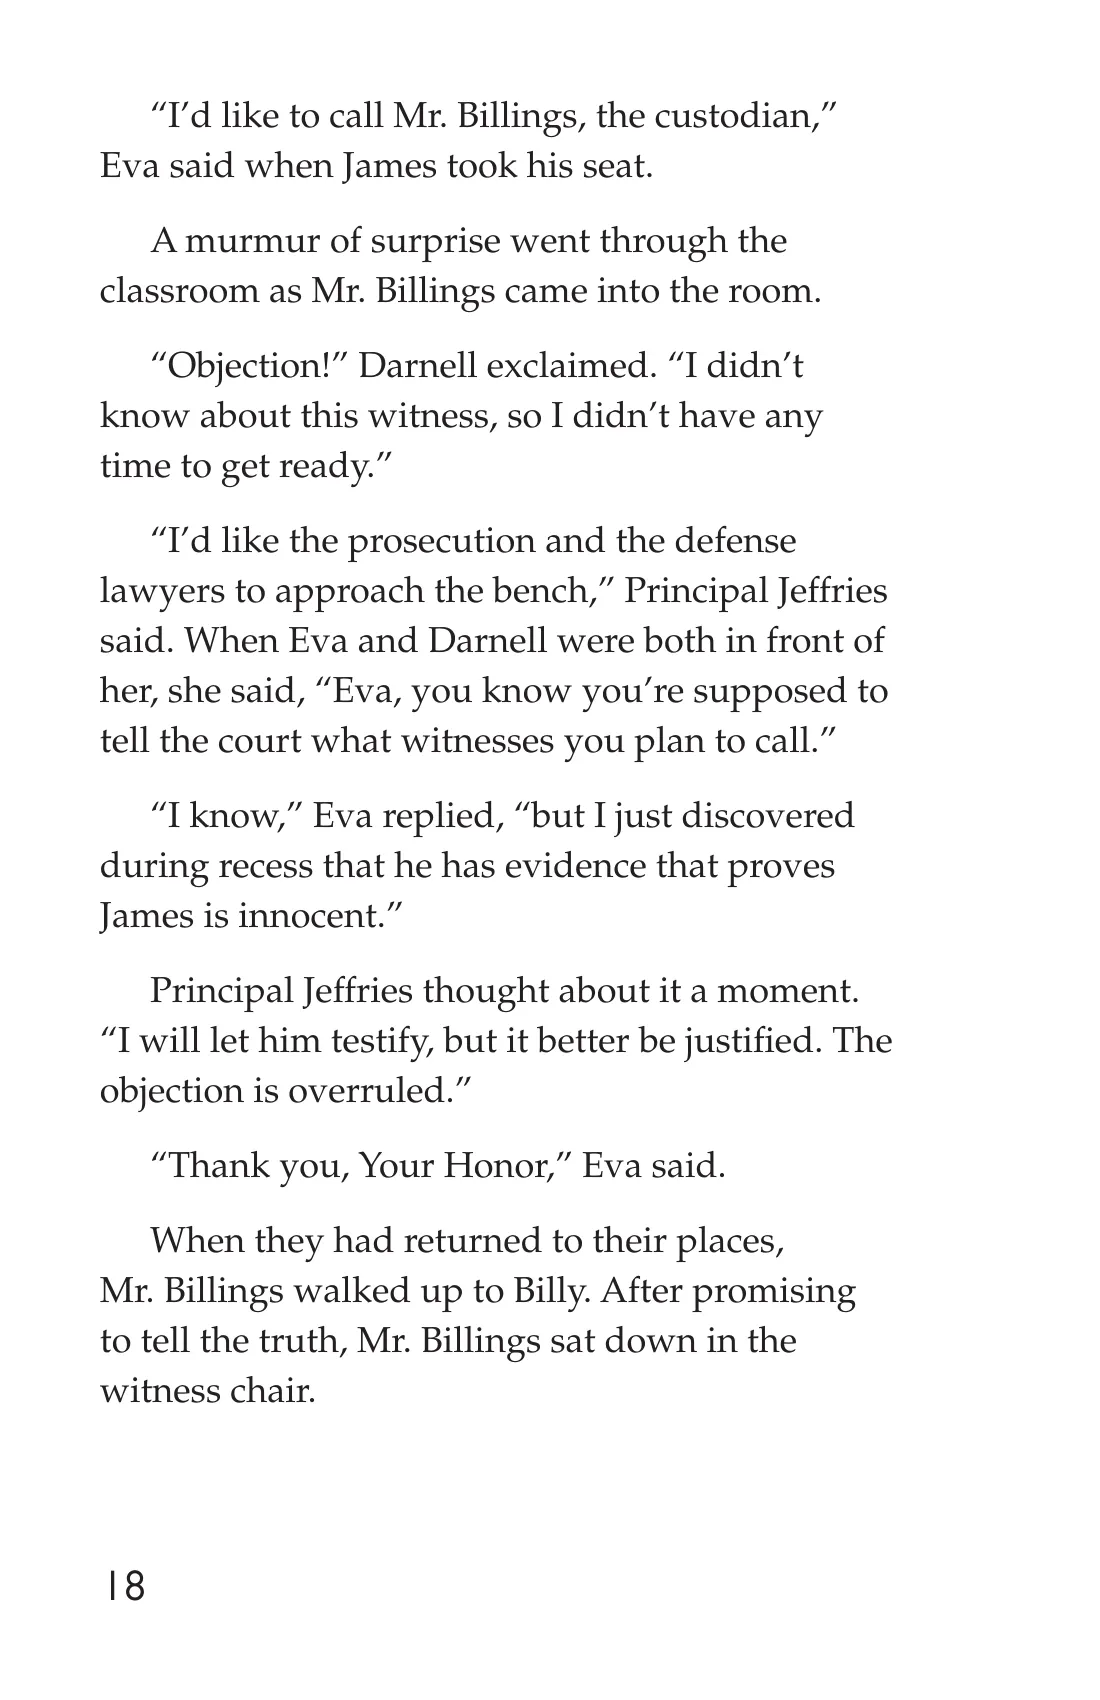 “I’d like to call Mr. Billings, the custodian,”
Eva said when James took his seat.
A murmur of surprise went through the
classroom as Mr. Billings came into the room.
“Objection!” Darnell exclaimed. “I didn’t
know about this witness, so I didn’t have any
time to get ready.”
“I’d like the prosecution and the defense
lawyers to approach the bench,” Principal Jeffries
said. When Eva and Darnell were both in front of
her, she said, “Eva, you know you’re supposed to
tell the court what witnesses you plan to call.”
“I know,” Eva replied, “but I just discovered
during recess that he has evidence that proves
James is innocent.”
Principal Jeffries thought about it a moment.
“I will let him testify, but it better be justified. The
objection is overruled.”
“Thank you, Your Honor,” Eva said.
When they had returned to their places,
Mr. Billings walked up to Billy. After promising
to tell the truth, Mr. Billings sat down in the
witness chair.
18